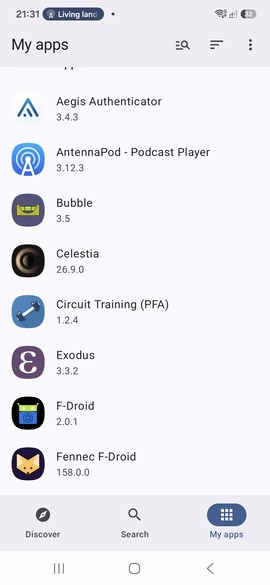 21:31 Living land
My apps
Aegis Authenticator
3.4.3
AntennaPod - Podcast Player
3.12.3
Bubble
3.5
Celestia
26.9.0
Circuit Training (PFA)
1.2.4
Exodus
3.3.2
F-Droid
2.0.1
Fennec F-Droid
158.0.0
Discover Search My apps